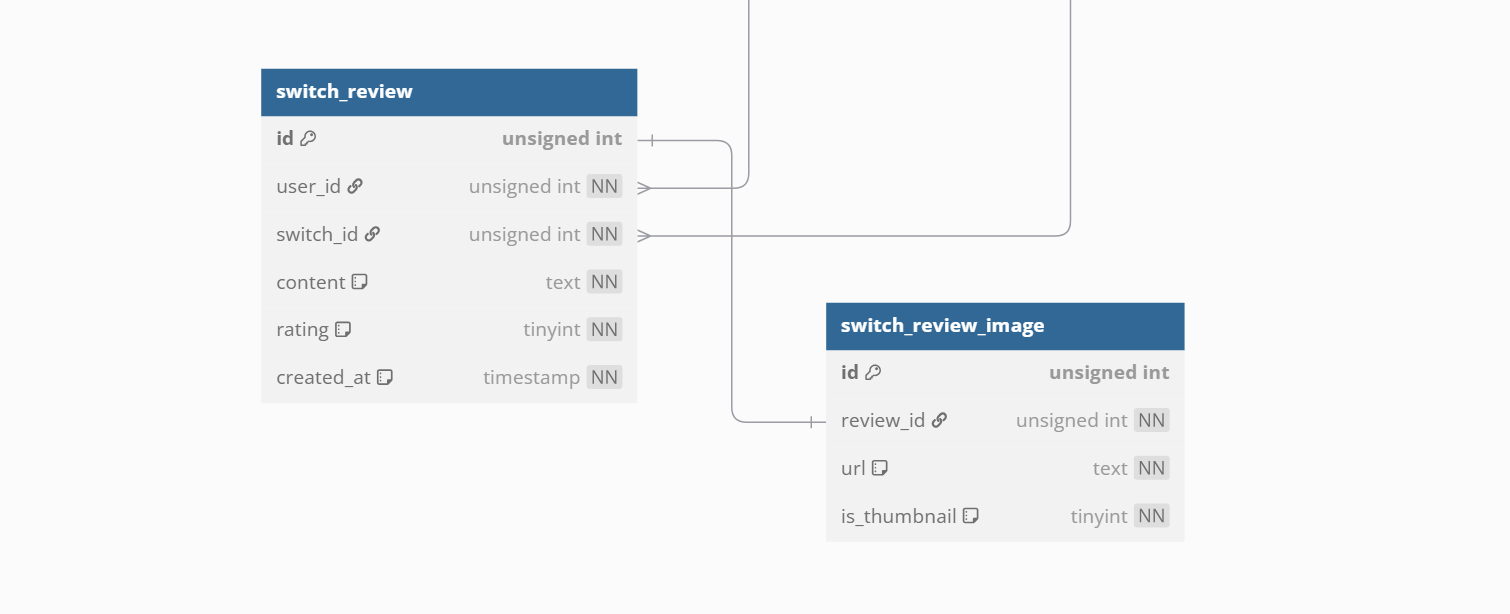 switch_review
id unsigned int
user_id unsigned int NN
switch_id unsigned int NN
content text NN
rating tinyint NN
created_at timestamp NN
switch_review_image
id unsigned int
review_id unsigned int NN
url text NN
is_thumbnail tinyint NN